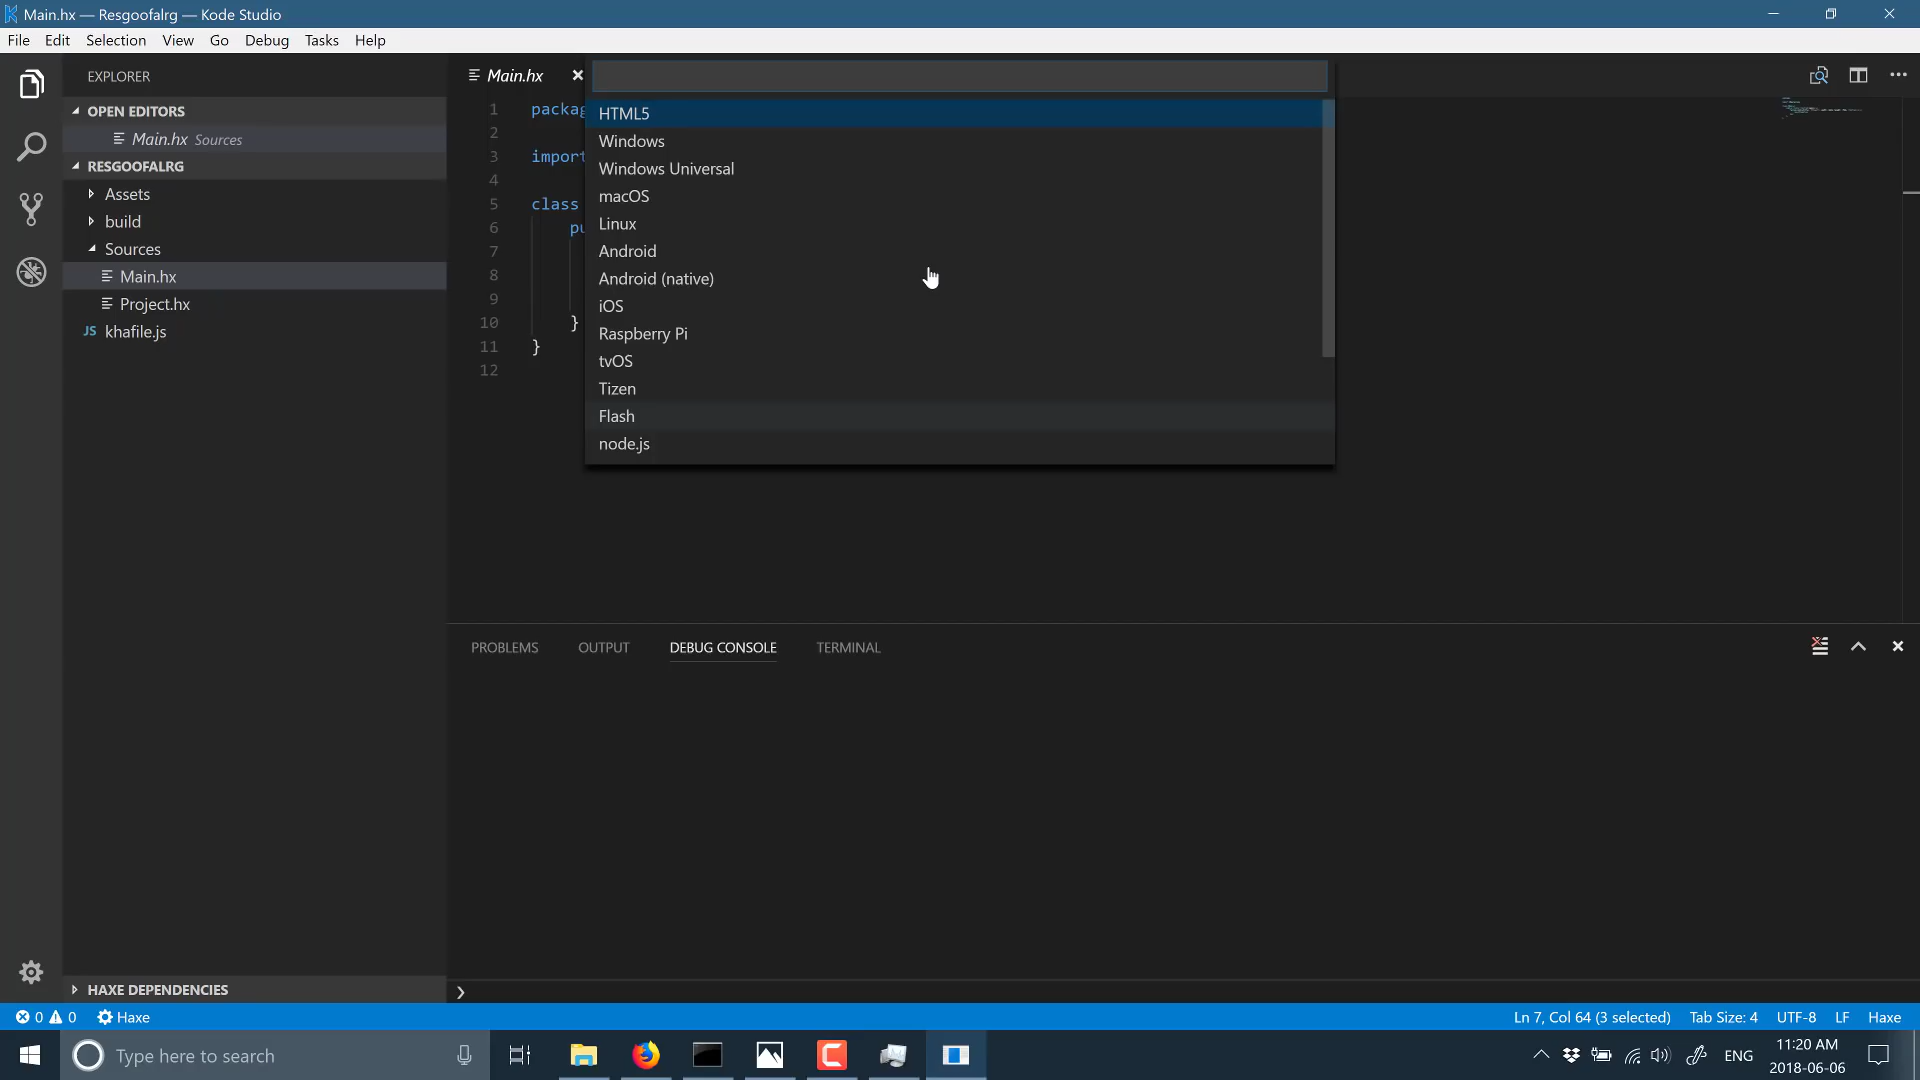 Main.hx — Resgoofalrg — Kode Studio
File Edit Selection View Go Debug Tasks Help
EXPLORER
OPEN EDITORS
Main.hx Sources
RESGOOFALRG
Assets
build
Sources
Main.hx
Project.hx
JS khafile.js
HAXE DEPENDENCIES
Main.hx
1 packag
2
3 import
4
5 class
6 pu
7
8
9
10 }
11 }
12
HTML5
Windows
Windows Universal
macOS
Linux
Android
Android (native)
iOS
Raspberry Pi
tvOS
Tizen
Flash
node.js
PROBLEMS OUTPUT DEBUG CONSOLE TERMINAL
0 0 Haxe
Ln 7, Col 64 (3 selected) Tab Size: 4 UTF-8 LF Haxe
Type here to search
ENG
11:20 AM
2018-06-06